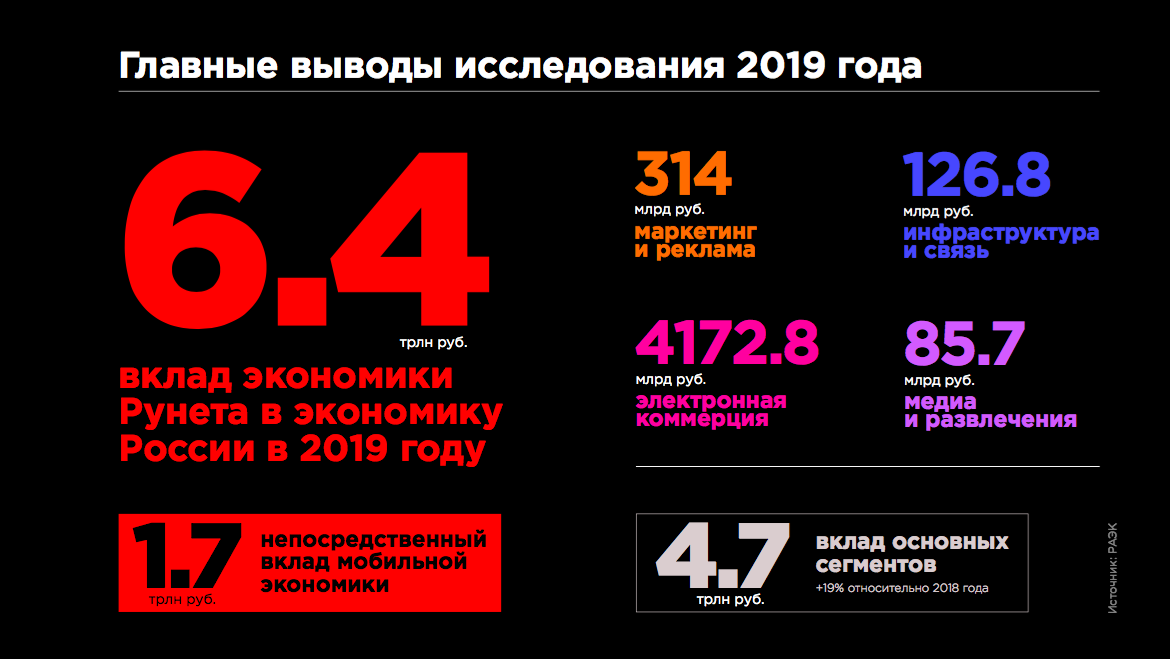 Главные выводы исследования 2019 года
6.4
трлн руб.
вклад экономики
Рунета в экономику
России в 2019 году
1.7
трлн руб.
непосредственный
вклад мобильной
экономики
314
млрд руб.
маркетинг
и реклама
126.8
млрд руб.
инфраструктура
и связь
4172.8
млрд руб.
электронная
коммерция
85.7
млрд руб.
медиа
и развлечения
4.7
трлн руб.
вклад основных
сегментов
+19% относительно 2018 года
Источник: РАЭК